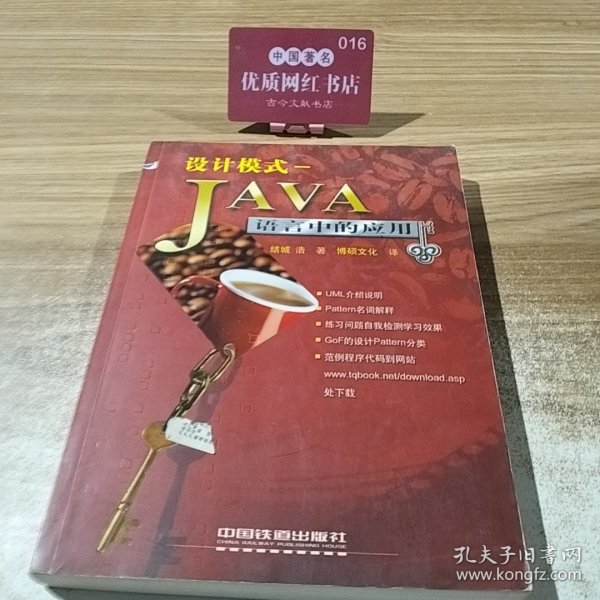 016
中国著名
优质网红书店
古今文献书店
设计模式－
JAVA
语言中的应用
结城 浩 著 博硕文化 译
UML介绍说明
Pattern名词解释
练习问题自我检测学习效果
GoF的设计Pattern分类
范例程序代码到网站
www.tqbook.net/download.asp
处下载
中国铁道出版社
CHINA RAILWAY PUBLISHING HOUSE
孔夫子旧书网
www.kongfz.com